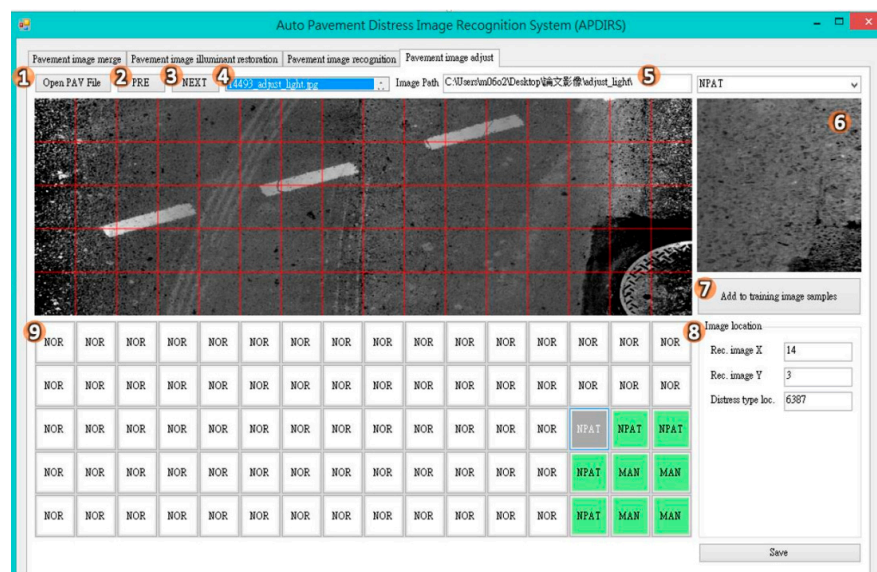 Auto Pavement Distress Image Recognition System (APDIRS)
Pavement image merge Pavement image illuminant restoration Pavement image recognition Pavement image adjust
1 Open PAV File 2 PRE 3 NEXT 4 14493_adjust_light.jpg Image Path C:\Users\m06o2\Desktop\論文影像\adjust_light\ 5 NPAT
6
7 Add to training image samples
9 8 Image location
NOR NOR NOR NOR NOR NOR NOR NOR NOR NOR NOR NOR NOR NOR NOR NOR Rec. image X 14
Rec. image Y 3
NOR NOR NOR NOR NOR NOR NOR NOR NOR NOR NOR NOR NOR NOR NOR NOR Distress type loc. 6387
NOR NOR NOR NOR NOR NOR NOR NOR NOR NOR NOR NOR NOR NPAT NPAT NPAT
NOR NOR NOR NOR NOR NOR NOR NOR NOR NOR NOR NOR NOR NPAT MAN MAN
NOR NOR NOR NOR NOR NOR NOR NOR NOR NOR NOR NOR NOR NPAT MAN MAN
Save